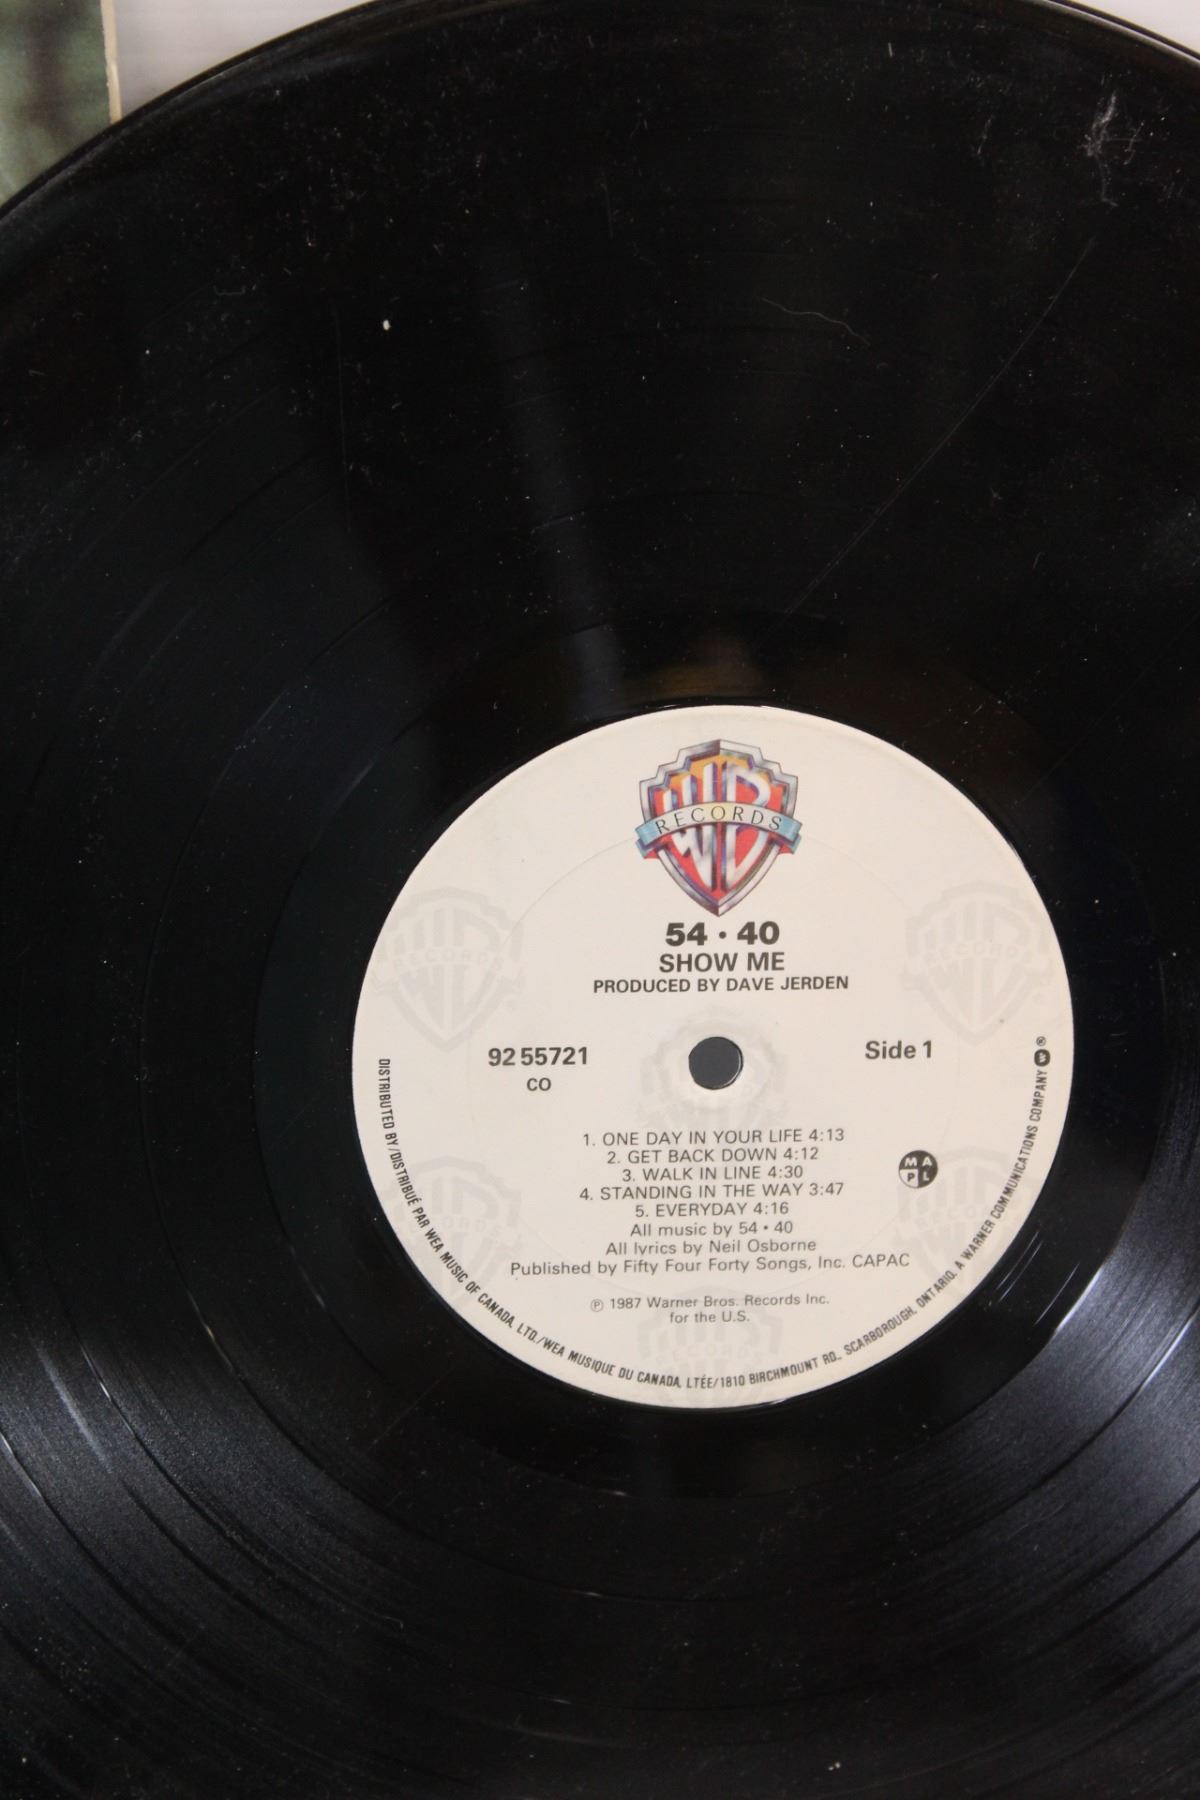 WB
RECORDS
54 • 40
SHOW ME
PRODUCED BY DAVE JERDEN
92 55721
CO
Side 1
1. ONE DAY IN YOUR LIFE 4:13
2. GET BACK DOWN 4:12
3. WALK IN LINE 4:30
4. STANDING IN THE WAY 3:47
5. EVERYDAY 4:16
All music by 54 • 40
All lyrics by Neil Osborne
Published by Fifty Four Forty Songs, Inc. CAPAC
MAPL
℗ 1987 Warner Bros. Records Inc.
for the U.S.
DISTRIBUTED BY/DISTRIBUÉ PAR WEA MUSIC OF CANADA, LTD./WEA MUSIQUE DU CANADA, LTÉE/1810 BIRCHMOUNT RD., SCARBOROUGH, ONTARIO. A WARNER COMMUNICATIONS COMPANY W ®